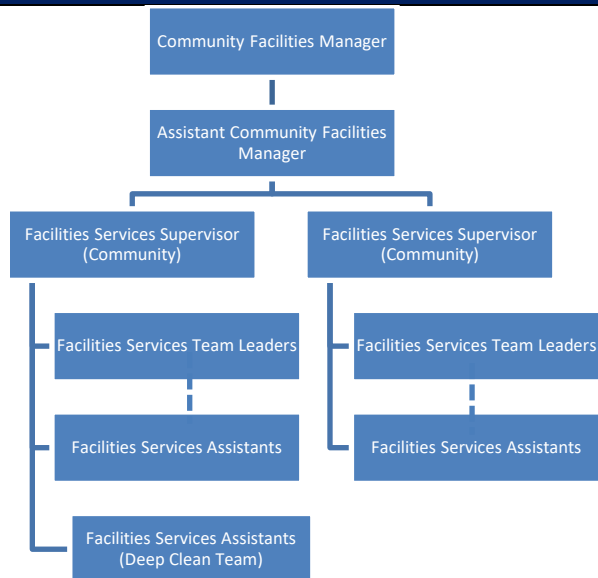 Community Facilities Manager
Assistant Community Facilities
Manager
Facilities Services Supervisor
(Community)
Facilities Services Supervisor
(Community)
Facilities Services Team Leaders
Facilities Services Team Leaders
Facilities Services Assistants
Facilities Services Assistants
Facilities Services Assistants
(Deep Clean Team)